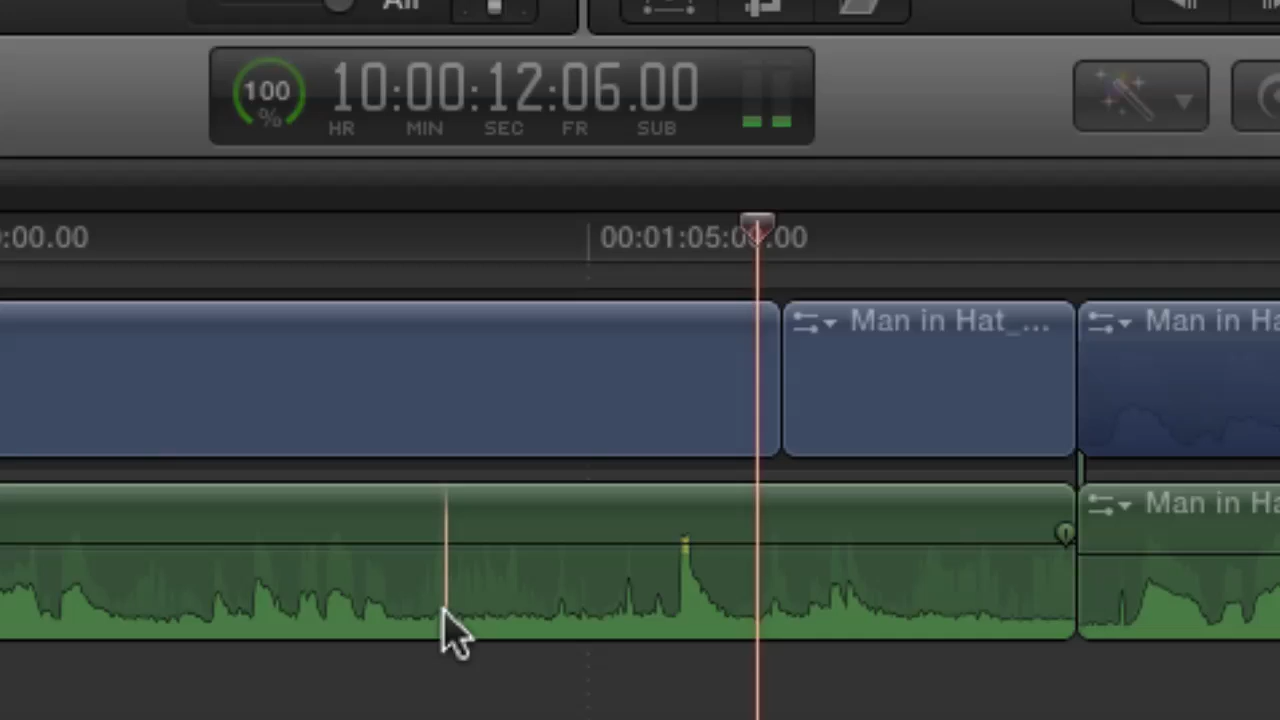 All
100
%
10:00:12:06.00
HR MIN SEC FR SUB
:00.00
00:01:05:0 .00
Man in Hat_...
Man in Ha
Man in Ha